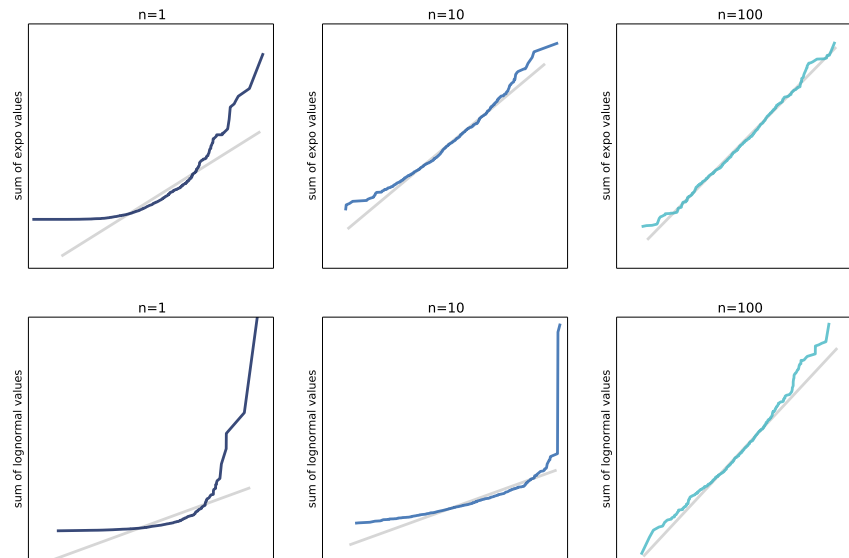 n=1
n=10
n=100
sum of expo values
sum of expo values
sum of expo values
n=1
n=10
n=100
sum of lognormal values
sum of lognormal values
sum of lognormal values